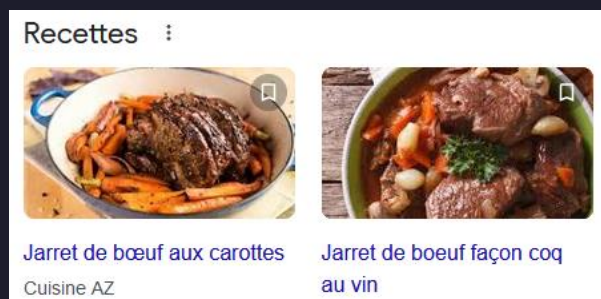 Recettes
Jarret de bœuf aux carottes
Cuisine AZ
Jarret de boeuf façon coq
au vin